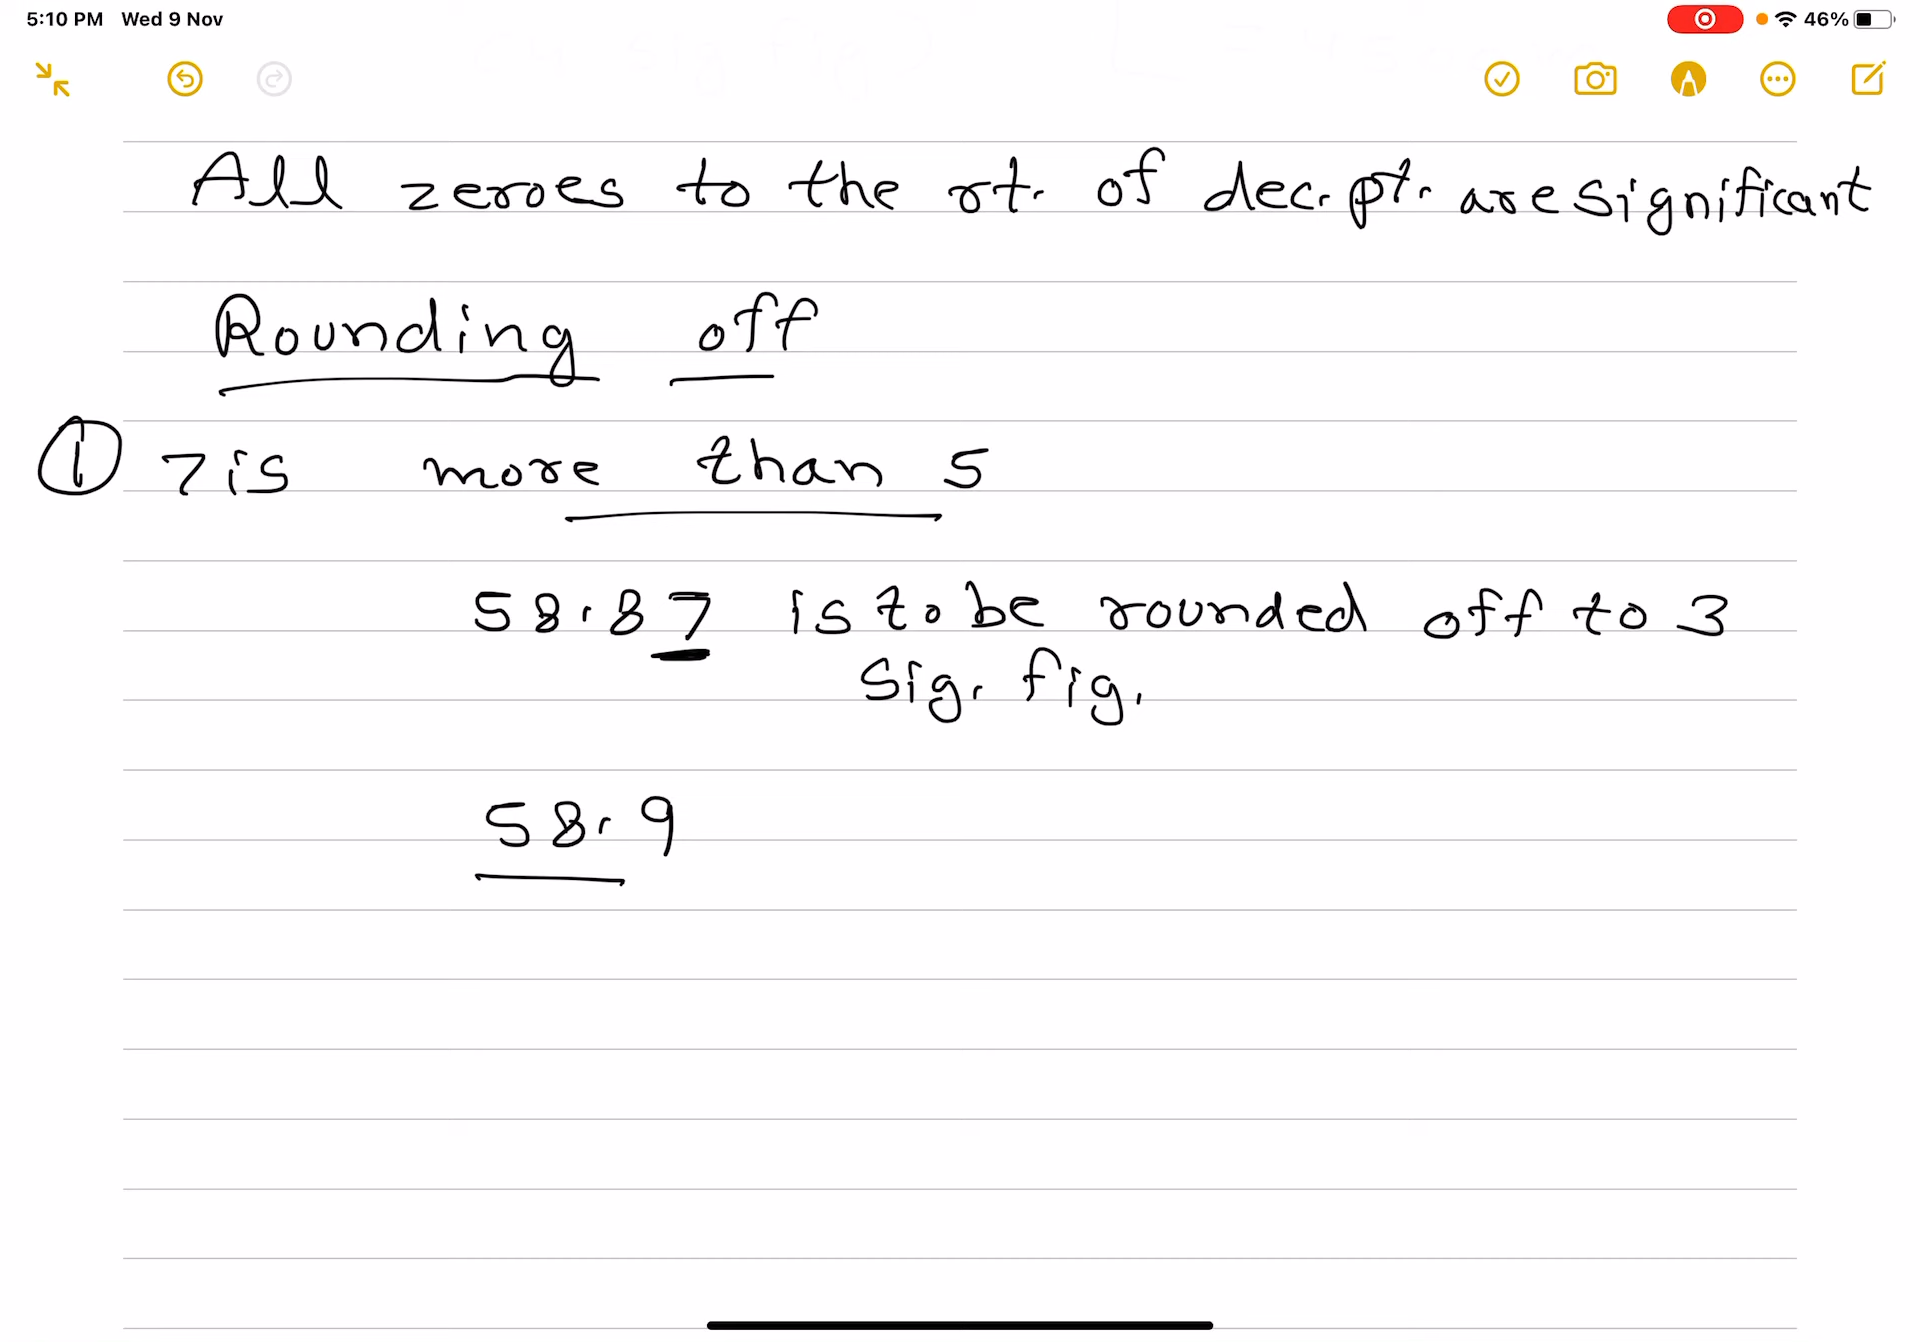 5:10 PM Wed 9 Nov 46%
All zeroes to the rt. of dec. pt. are significant
Rounding off
① 7 is more than 5
58.87 is to be rounded off to 3
Sig. fig.
58.9